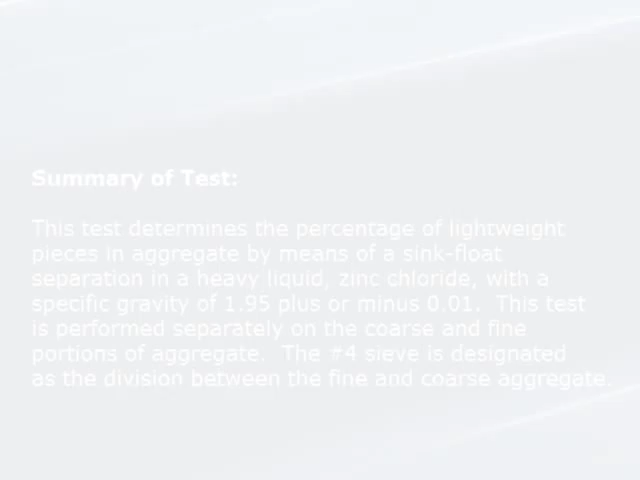 Summary of Test:
This test determines the percentage of lightweight
pieces in aggregate by means of a sink-float
separation in a heavy liquid, zinc chloride, with a
specific gravity of 1.95 plus or minus 0.01.  This test
is performed separately on the coarse and fine
portions of aggregate.  The #4 sieve is designated
as the division between the fine and coarse aggregate.